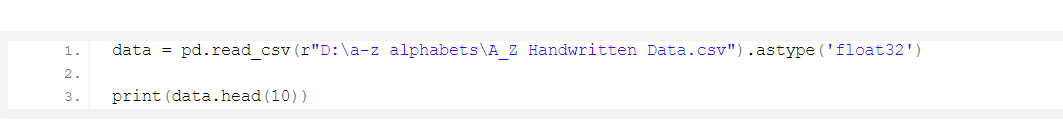 1. data = pd.read_csv(r"D:\a-z alphabets\A_Z Handwritten Data.csv").astype('float32')
2.
3. print(data.head(10))